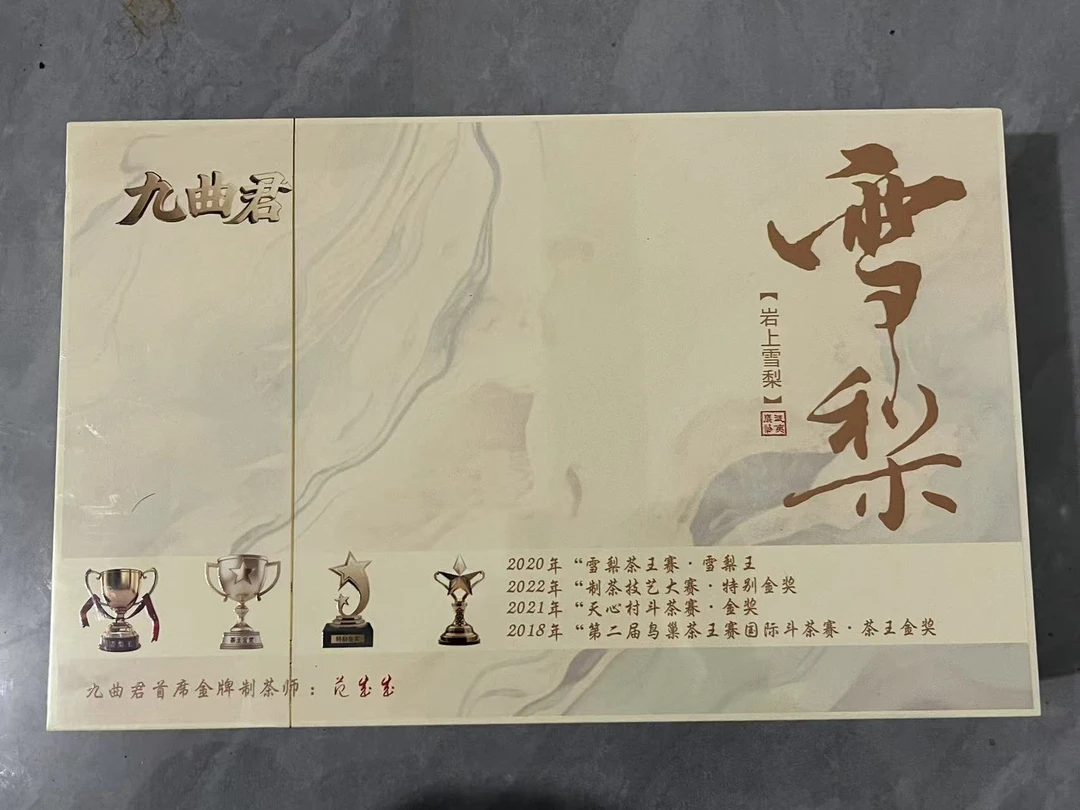 九曲君
雪梨
【岩上雪梨】
2020年 “雪梨茶王赛·雪梨王
2022年 “制茶技艺大赛·特别金奖
2021年 “天心村斗茶赛·金奖
2018年 “第二届鸟巢茶王赛国际斗茶赛·茶王金奖
九曲君首席金牌制茶师：范成成